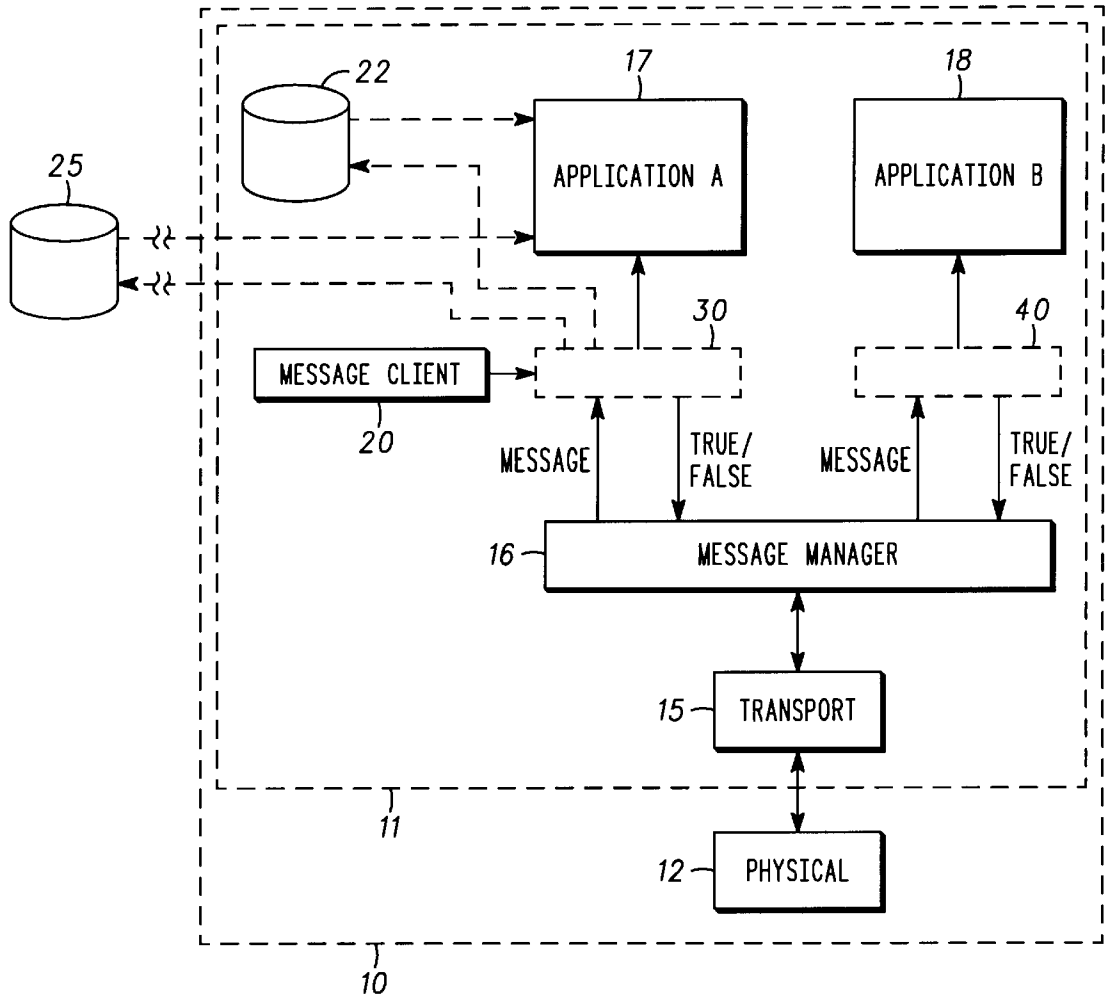 17
18
22
25
APPLICATION A
APPLICATION B
30
40
MESSAGE CLIENT
20
MESSAGE
TRUE/
FALSE
MESSAGE
TRUE/
FALSE
16
MESSAGE MANAGER
15
TRANSPORT
11
12
PHYSICAL
10